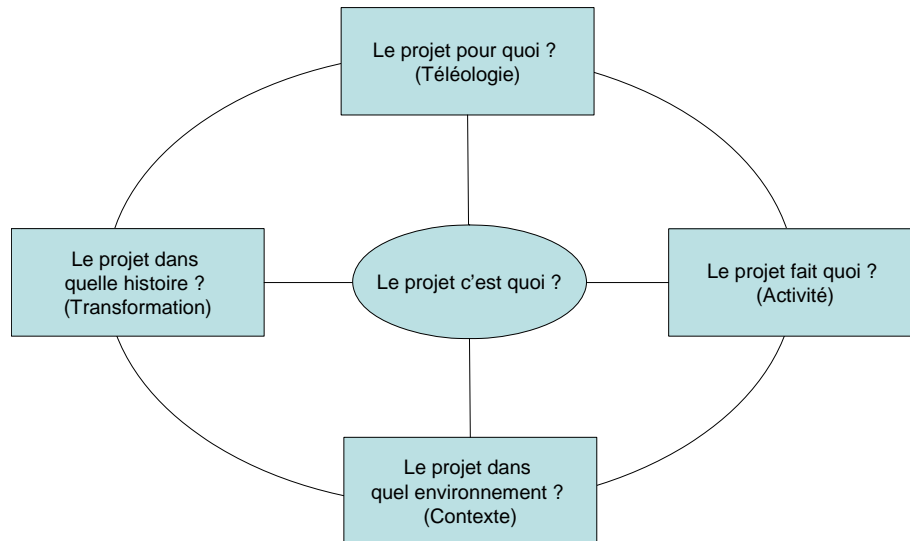 Le projet pour quoi ?
(Téléologie)
Le projet dans
quelle histoire ?
(Transformation)
Le projet c’est quoi ?
Le projet fait quoi ?
(Activité)
Le projet dans
quel environnement ?
(Contexte)